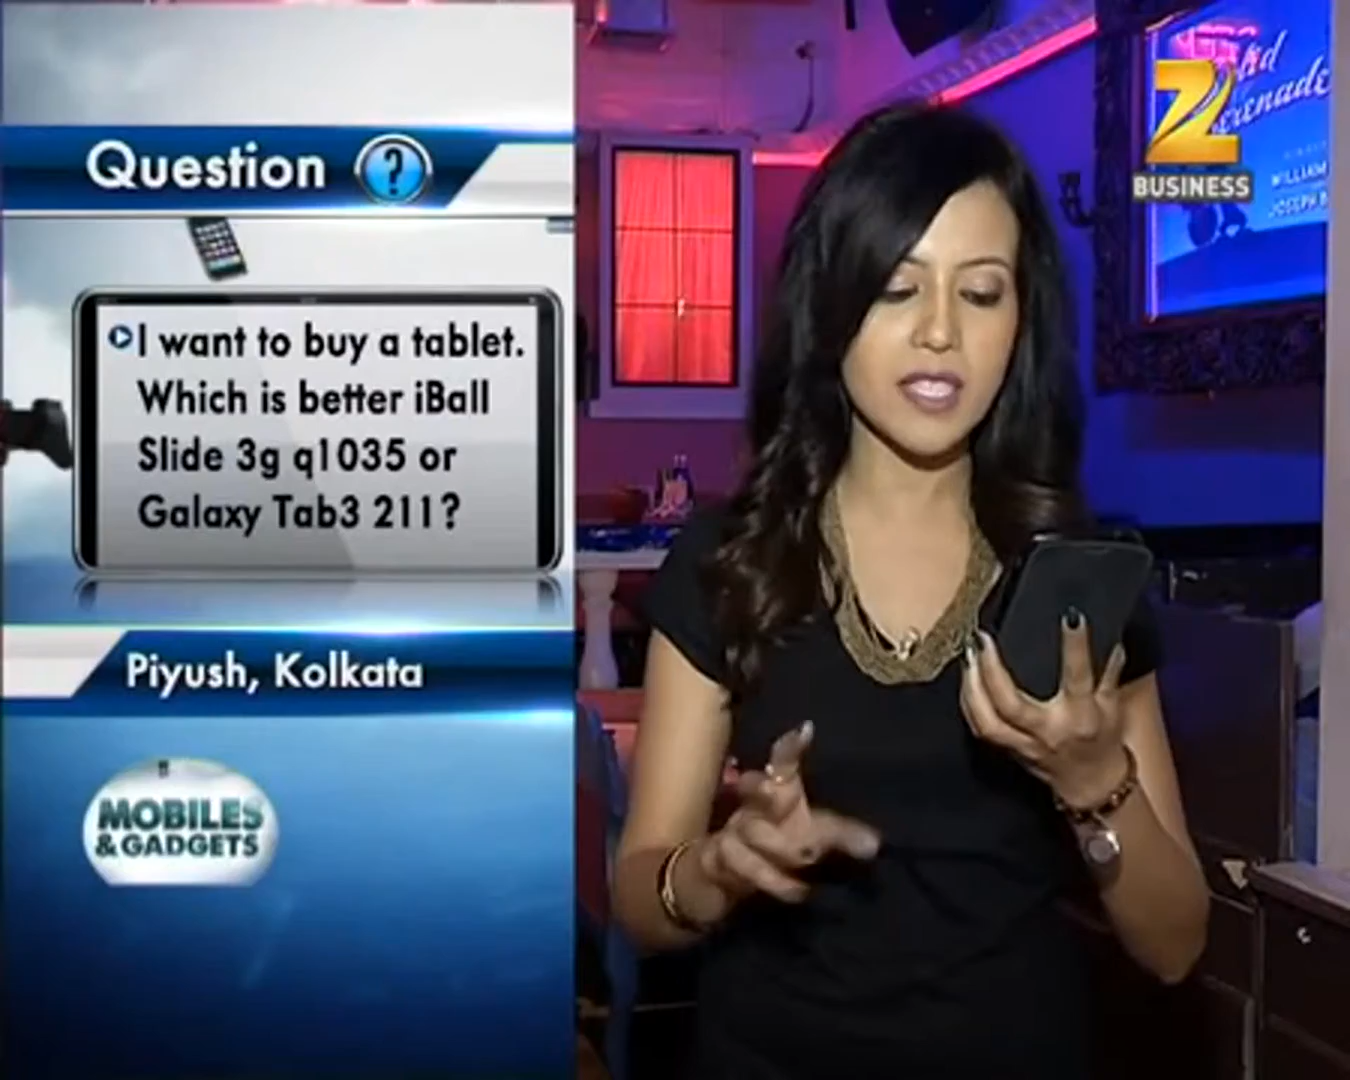 Question ?
I want to buy a tablet.
Which is better iBall
Slide 3g q1035 or
Galaxy Tab3 211?
Piyush, Kolkata
MOBILES
& GADGETS
Z
BUSINESS
WILLIAM